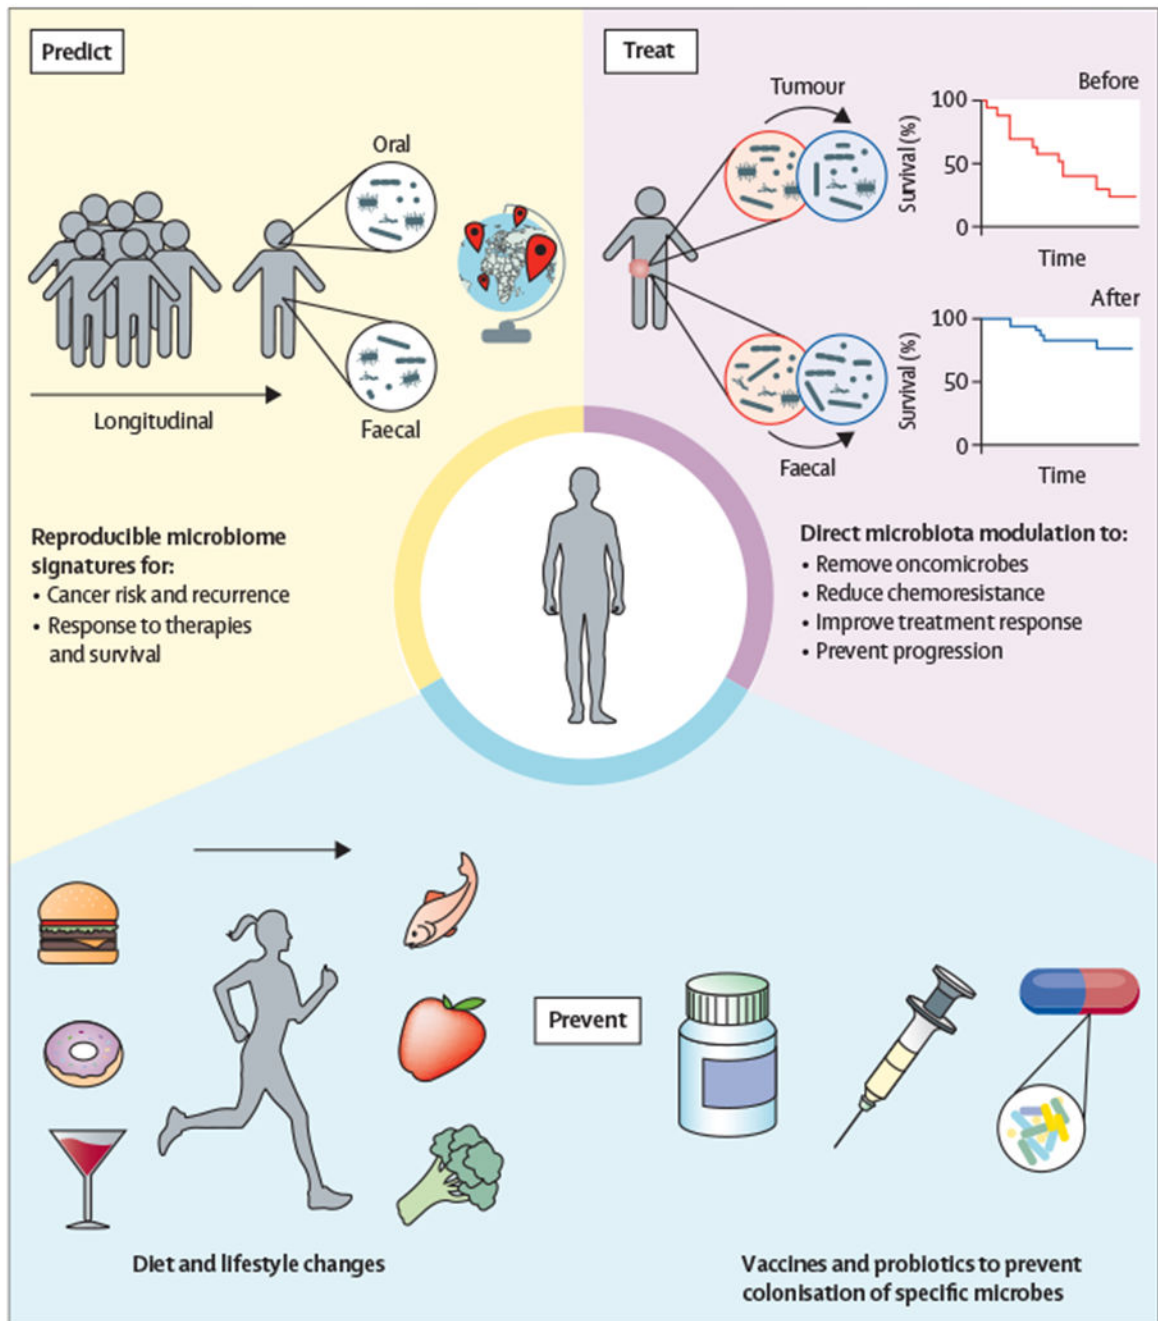 Predict
Oral
Longitudinal
Faecal
Reproducible microbiome
signatures for:
• Cancer risk and recurrence
• Response to therapies
and survival
Treat
Tumour
Faecal
Before
100
50
0
Survival (%)
Time
After
100
50
0
Survival (%)
Time
Direct microbiota modulation to:
• Remove oncomicrobes
• Reduce chemoresistance
• Improve treatment response
• Prevent progression
Prevent
Diet and lifestyle changes
Vaccines and probiotics to prevent
colonisation of specific microbes